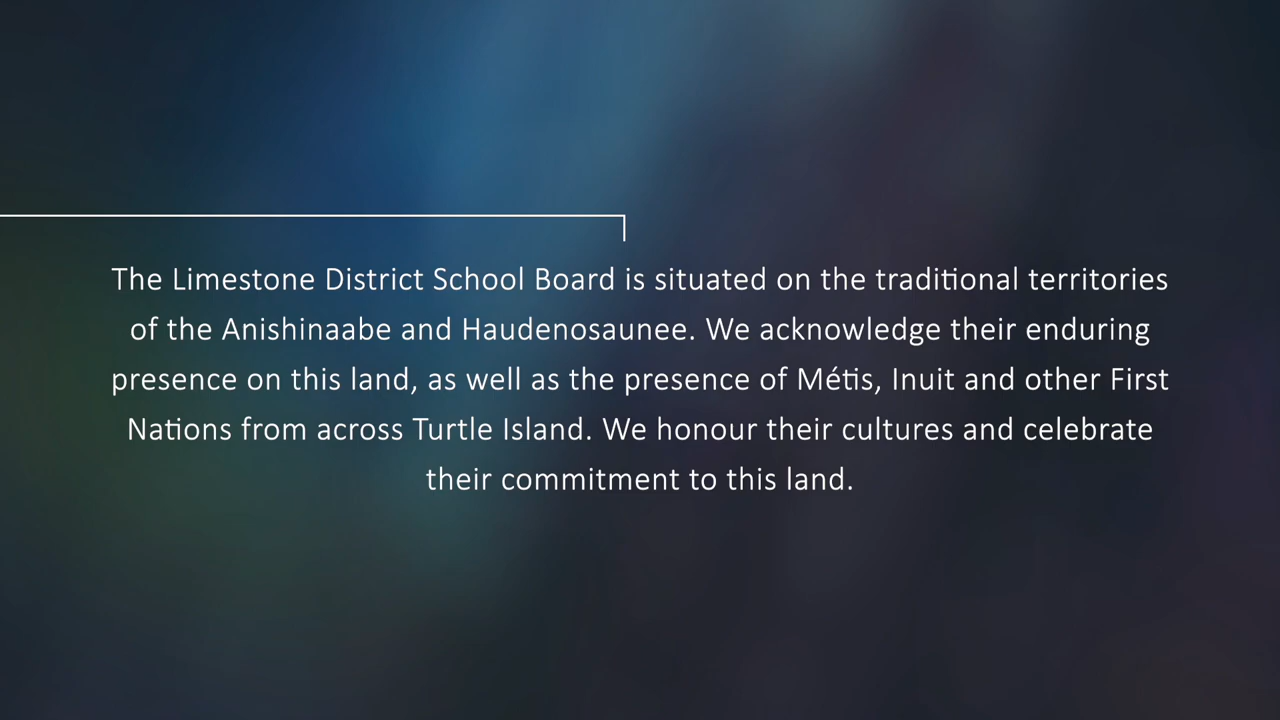 The Limestone District School Board is situated on the traditional territories
of the Anishinaabe and Haudenosaunee. We acknowledge their enduring
presence on this land, as well as the presence of Métis, Inuit and other First
Nations from across Turtle Island. We honour their cultures and celebrate
their commitment to this land.